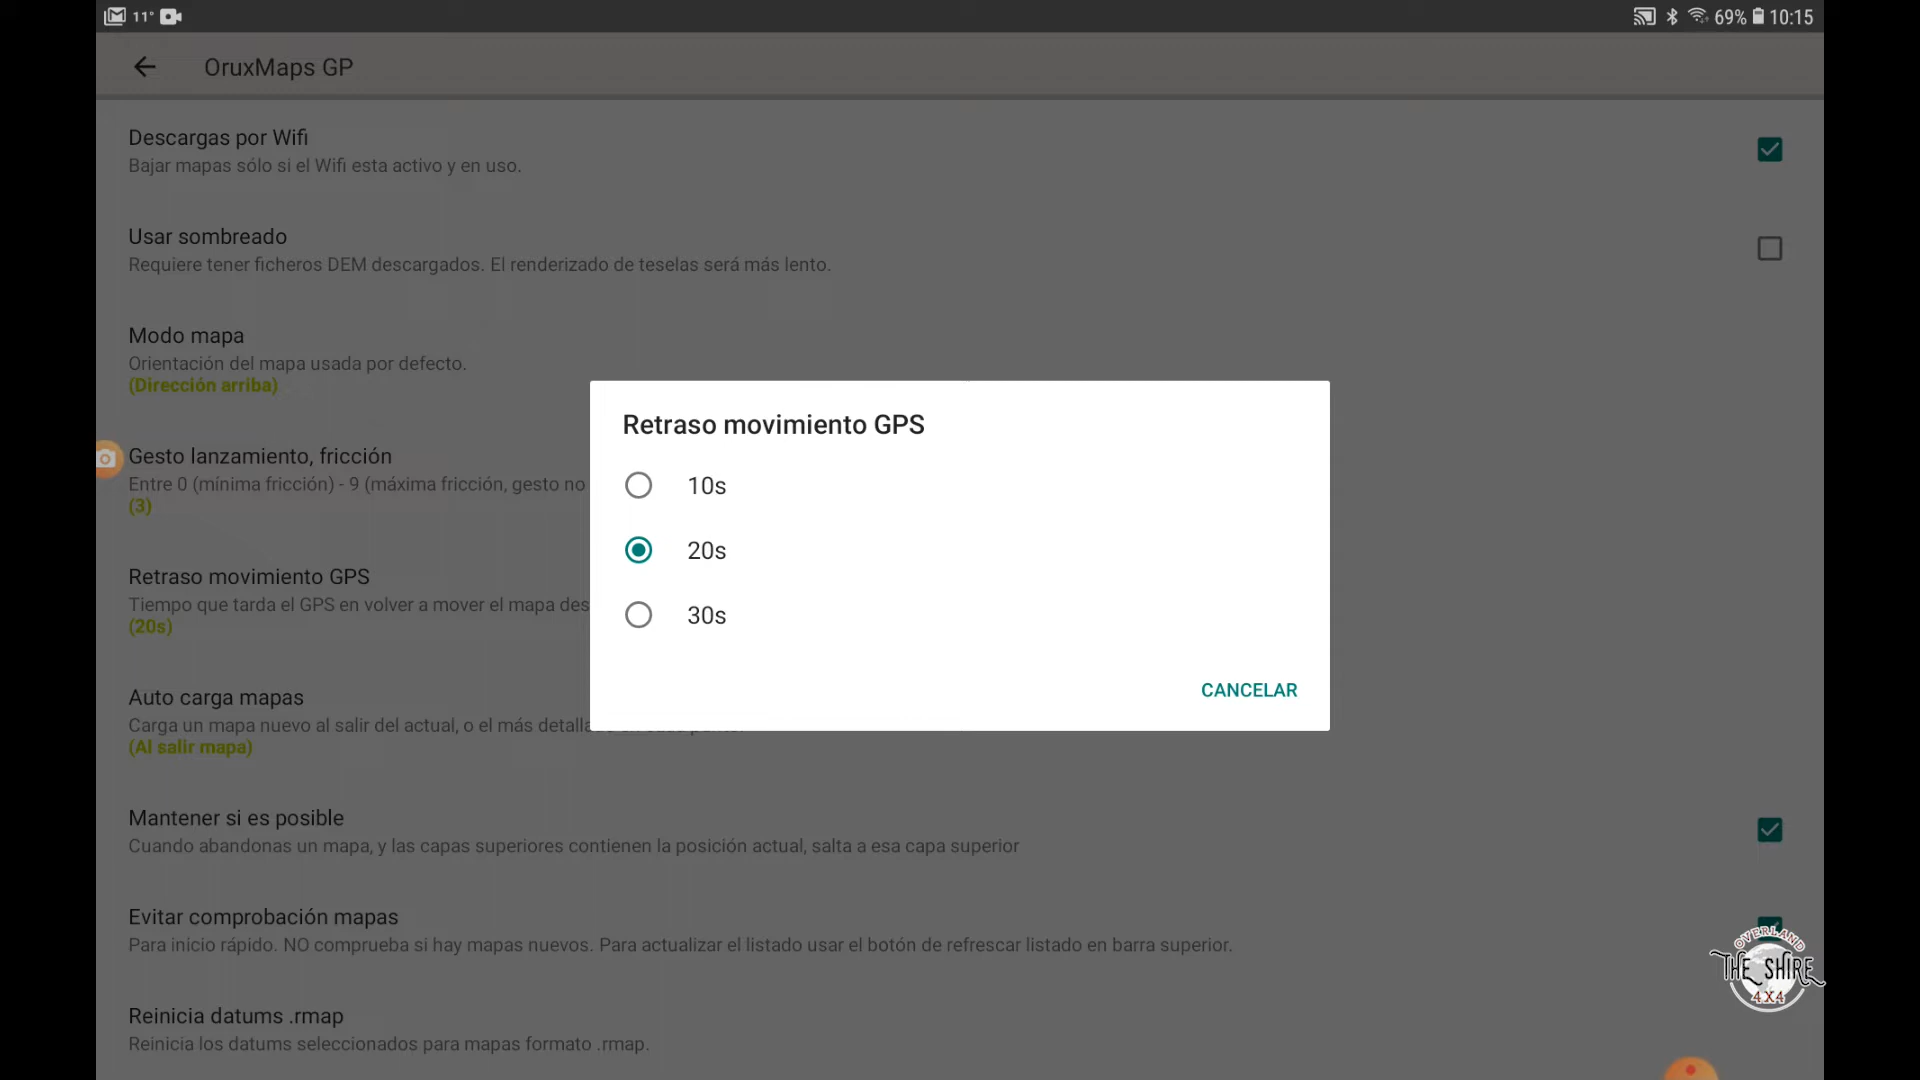 11° 69% 10:15
OruxMaps GP
Descargas por Wifi
Bajar mapas sólo si el Wifi esta activo y en uso.
Usar sombreado
Requiere tener ficheros DEM descargados. El renderizado de teselas será más lento.
Modo mapa
Orientación del mapa usada por defecto.
(Dirección arriba)
Gesto lanzamiento, fricción
Entre 0 (mínima fricción) - 9 (máxima fricción, gesto no
(3)
Retraso movimiento GPS
Tiempo que tarda el GPS en volver a mover el mapa des
(20s)
Auto carga mapas
Carga un mapa nuevo al salir del actual, o el más detalla
(Al salir mapa)
Mantener si es posible
Cuando abandonas un mapa, y las capas superiores contienen la posición actual, salta a esa capa superior
Evitar comprobación mapas
Para inicio rápido. NO comprueba si hay mapas nuevos. Para actualizar el listado usar el botón de refrescar listado en barra superior.
Reinicia datums .rmap
Reinicia los datums seleccionados para mapas formato .rmap.
Retraso movimiento GPS
10s
20s
30s
CANCELAR
OVERLAND
THE SHIRE
4X4